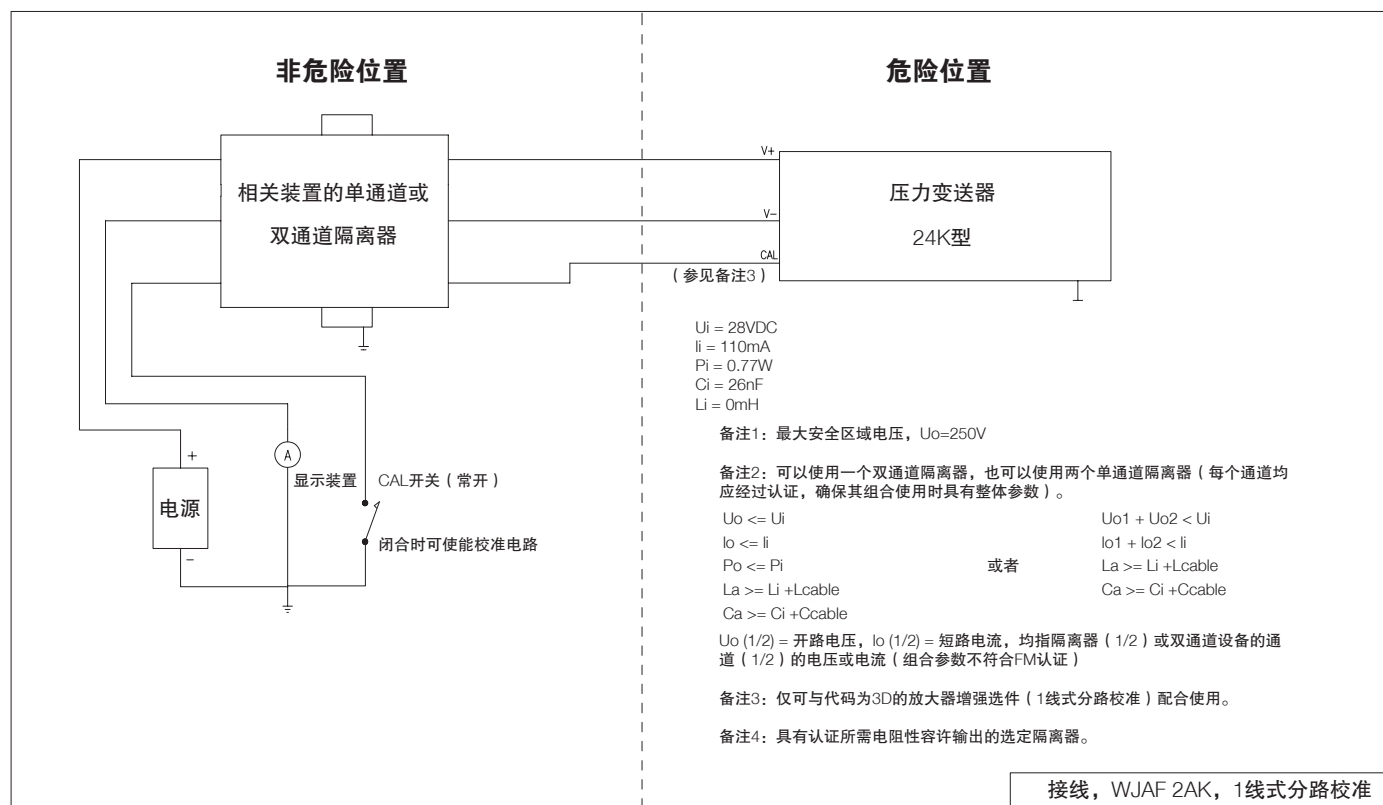 非危险位置
危险位置
相关装置的单通道或
双通道隔离器
V+
V-
CAL
（参见备注3）
压力变送器
24K型
Ui = 28VDC
Ii = 110mA
Pi = 0.77W
Ci = 26nF
Li = 0mH
+
电源
-
A
显示装置
CAL开关（常开）
闭合时可使能校准电路
备注1：最大安全区域电压，Uo=250V
备注2：可以使用一个双通道隔离器，也可以使用两个单通道隔离器（每个通道均
应经过认证，确保其组合使用时具有整体参数）。
Uo <= Ui
Io <= Ii
Po <= Pi
La >= Li +Lcable
Ca >= Ci +Ccable
或者
Uo1 + Uo2 < Ui
Io1 + Io2 < Ii
La >= Li +Lcable
Ca >= Ci +Ccable
Uo (1/2) = 开路电压，Io (1/2) = 短路电流，均指隔离器（1/2）或双通道设备的通
道（1/2）的电压或电流（组合参数不符合FM认证）
备注3：仅可与代码为3D的放大器增强选件（1线式分路校准）配合使用。
备注4：具有认证所需电阻性容许输出的选定隔离器。
接线，WJAF 2AK，1线式分路校准